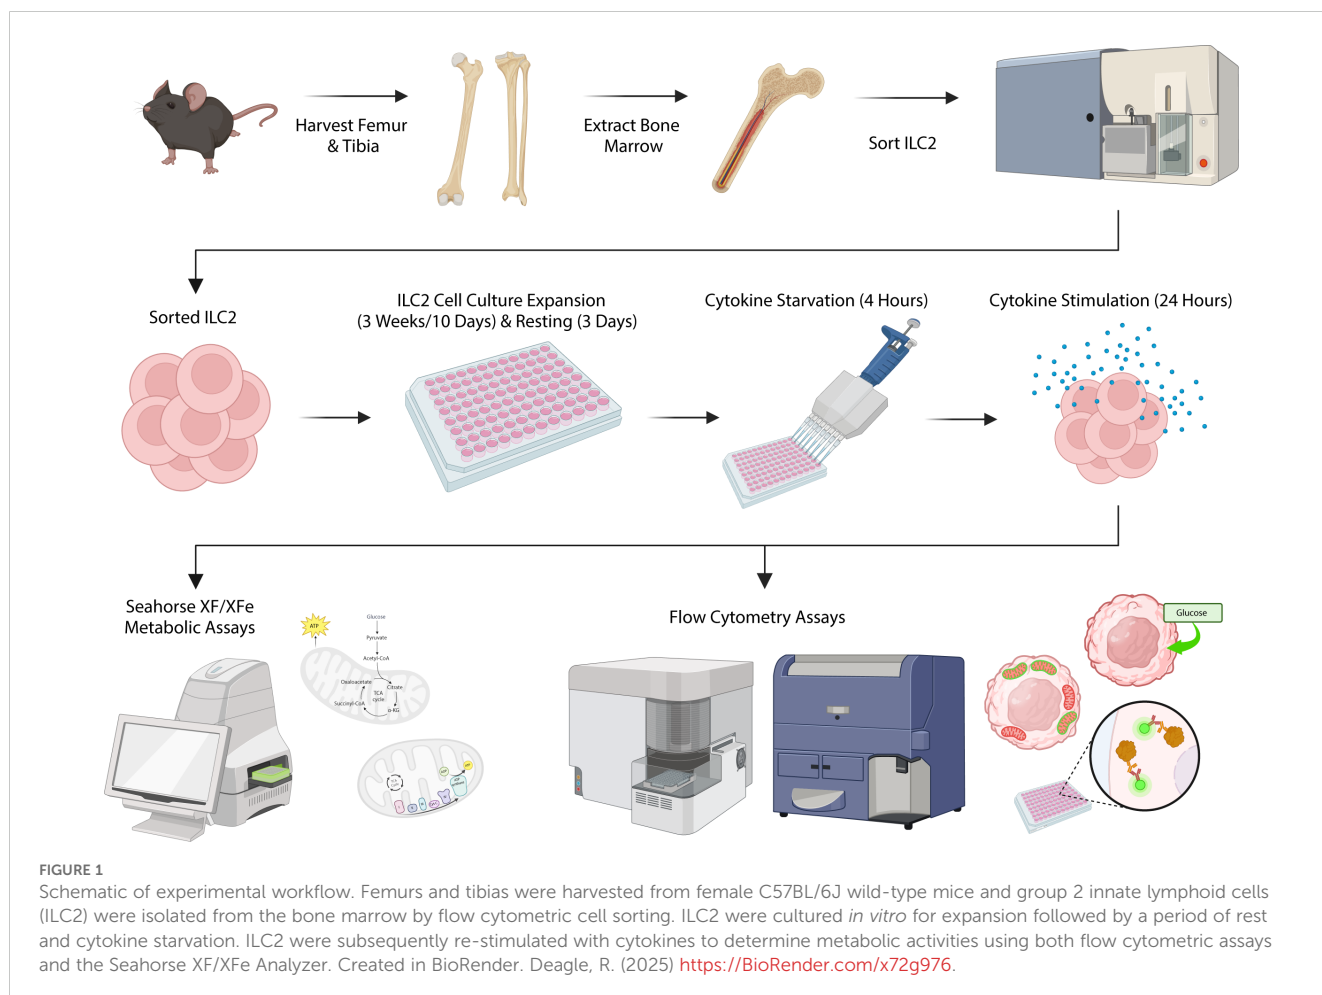 Harvest Femur
& Tibia
Extract Bone
Marrow
Sort ILC2
Sorted ILC2
ILC2 Cell Culture Expansion
(3 Weeks/10 Days) & Resting (3 Days)
Cytokine Starvation (4 Hours)
Cytokine Stimulation (24 Hours)
Seahorse XF/XFe
Metabolic Assays
ATP
Glucose
Pyruvate
Acetyl-CoA
Oxaloacetate
Citrate
TCA
cycle
Succinyl-CoA
α-KG
Flow Cytometry Assays
Glucose
FIGURE 1
Schematic of experimental workflow. Femurs and tibias were harvested from female C57BL/6J wild-type mice and group 2 innate lymphoid cells
(ILC2) were isolated from the bone marrow by flow cytometric cell sorting. ILC2 were cultured in vitro for expansion followed by a period of rest
and cytokine starvation. ILC2 were subsequently re-stimulated with cytokines to determine metabolic activities using both flow cytometric assays
and the Seahorse XF/XFe Analyzer. Created in BioRender. Deagle, R. (2025) https://BioRender.com/x72g976.